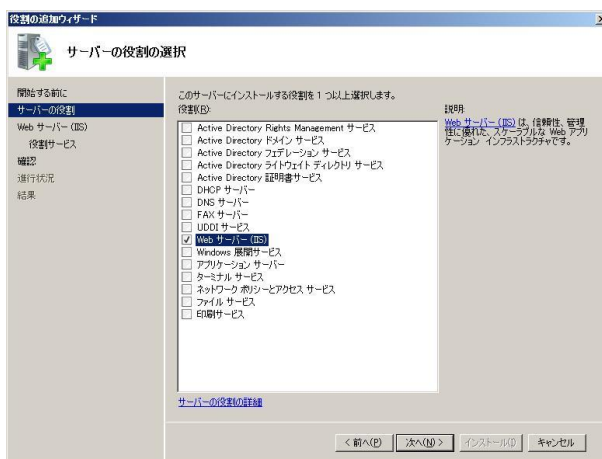 役割の追加ウィザード
サーバーの役割の選択
開始する前に
サーバーの役割
Web サーバー (IIS)
役割サービス
確認
進行状況
結果
このサーバーにインストールする役割を 1 つ以上選択します。
役割(R):
Active Directory Rights Management サービス
Active Directory ドメイン サービス
Active Directory フェデレーション サービス
Active Directory ライトウェイト ディレクトリ サービス
Active Directory 証明書サービス
DHCP サーバー
DNS サーバー
FAX サーバー
UDDI サービス
Web サーバー (IIS)
Windows 展開サービス
アプリケーション サーバー
ターミナル サービス
ネットワーク ポリシーとアクセス サービス
ファイル サービス
印刷サービス
サーバーの役割の詳細
説明:
Web サーバー (IIS) は、信頼性、管理
性に優れた、スケーラブルな Web アプリ
ケーション インフラストラクチャです。
< 前へ(P)
次へ(N) >
インストール(I)
キャンセル